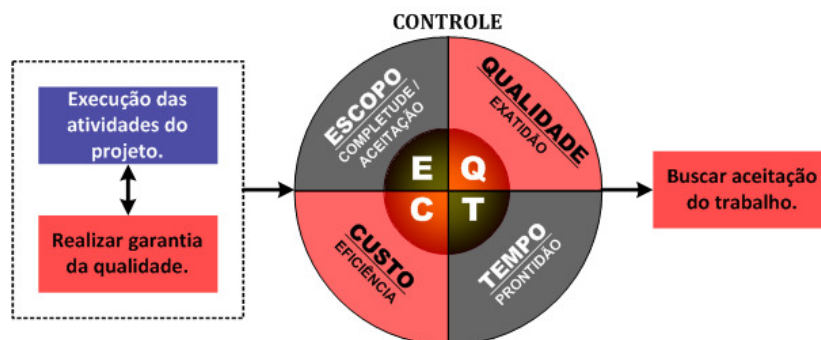 CONTROLE
Execução das
atividades do
projeto.
Realizar garantia
da qualidade.
ESCOPO
COMPLETUDE /
ACEITAÇÃO
QUALIDADE
EXATIDÃO
E Q
C T
CUSTO
EFICIÊNCIA
TEMPO
PRONTIDÃO
Buscar aceitação
do trabalho.